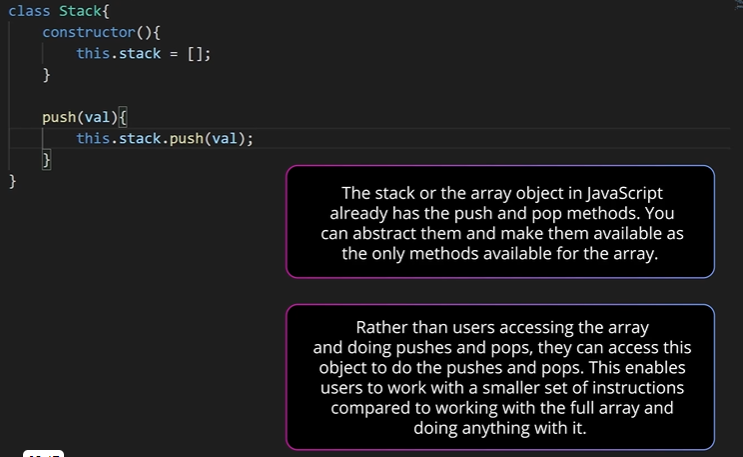 class Stack{
constructor(){
this.stack = [];
}
push(val){
this.stack.push(val);
}
}
The stack or the array object in JavaScript
already has the push and pop methods. You
can abstract them and make them available as
the only methods available for the array.
Rather than users accessing the array
and doing pushes and pops, they can access this
object to do the pushes and pops. This enables
users to work with a smaller set of instructions
compared to working with the full array and
doing anything with it.